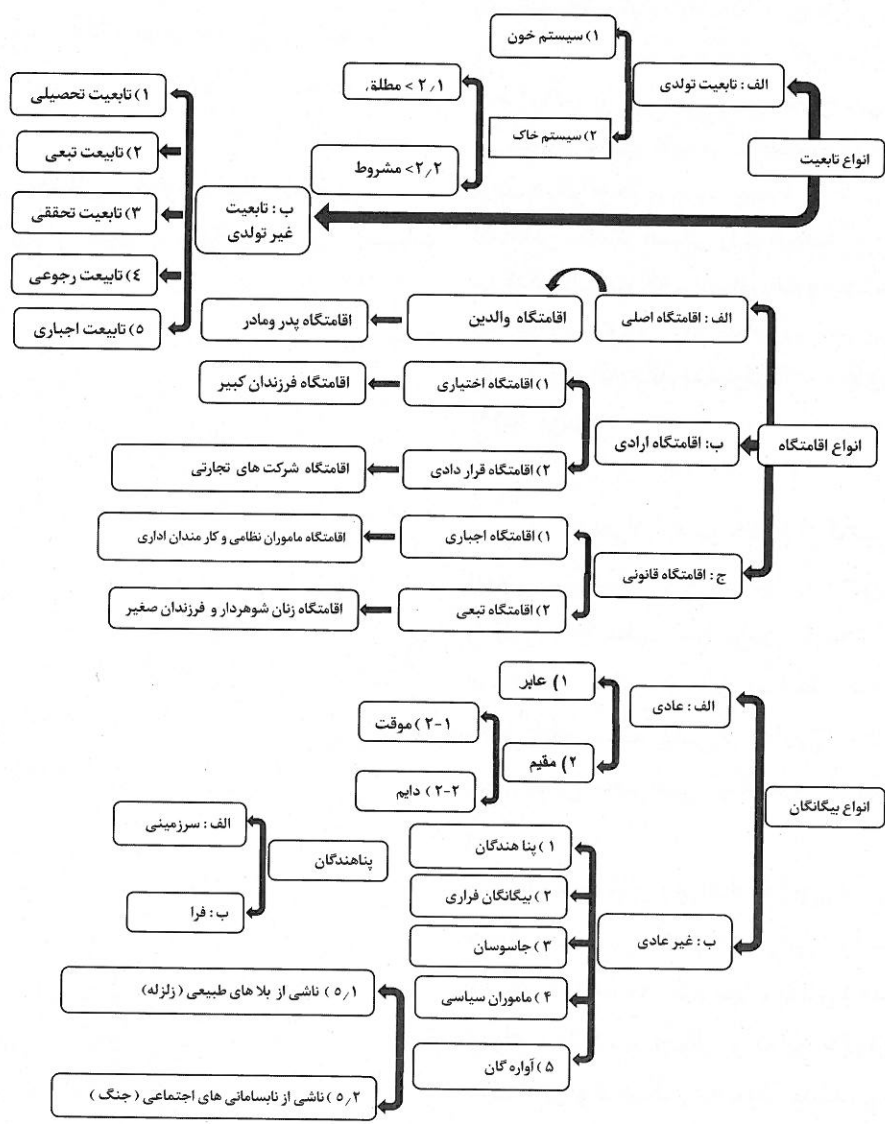 انواع تابعیت
الف : تابعیت تولدی
۱) سیستم خون
۲) سیستم خاک
۲٫۱ > مطلق
۲٫۲ > مشروط
ب : تابعیت
غیر تولدی
۱) تابعیت تحصیلی
۲) تابیعت تبعی
۳) تابعیت تحققی
٤) تابیعت رجوعی
٥) تابیعت اجباری
انواع اقامتگاه
الف : اقامتگاه اصلی
اقامتگاه والدین
اقامتگاه پدر ومادر
ب: اقامتگاه ارادی
۱) اقامتگاه اختیاری
اقامتگاه فرزندان کبیر
۲) اقامتگاه قرار دادی
اقامتگاه شرکت های تجارتی
ج : اقامتگاه قانونی
۱) اقامتگاه اجباری
اقامتگاه ماموران نظامی و کار مندان اداری
۲) اقامتگاه تبعی
اقامتگاه زنان شوهردار و فرزندان صغیر
انواع بیگانگان
الف : عادی
۱) عابر
۲) مقیم
۲-۱) موقت
۲-۲) دایم
ب : غیر عادی
۱) پنا هندگان
۲) بیگانگان فراری
۳) جاسوسان
۴) ماموران سیاسی
۵) آواره گان
پناهندگان
الف : سرزمینی
ب : فرا
٥٫۱) ناشی از بلا های طبیعی (زلزله)
٥٫۲) ناشی از نابسامانی های اجتماعی (جنگ)